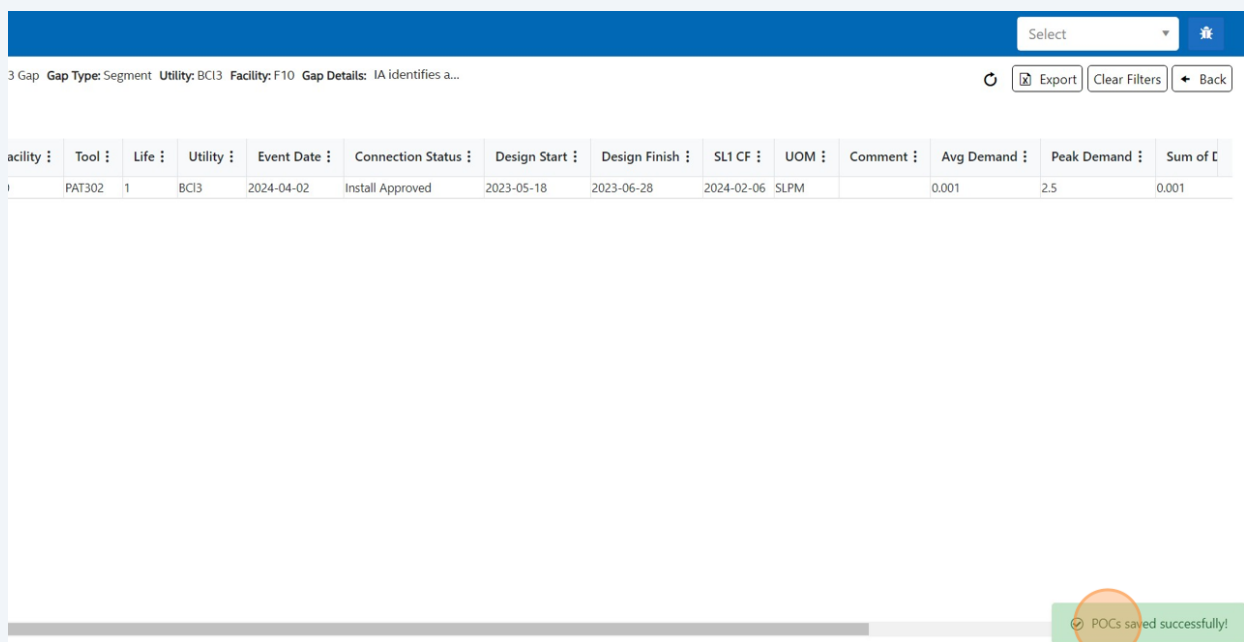 Select
3 Gap Gap Type: Segment Utility: BCI3 Facility: F10 Gap Details: IA identifies a...
Export Clear Filters Back
acility Tool Life Utility Event Date Connection Status Design Start Design Finish SL1 CF UOM Comment Avg Demand Peak Demand Sum of D
PAT302 1 BCI3 2024-04-02 Install Approved 2023-05-18 2023-06-28 2024-02-06 SLPM 0.001 2.5 0.001
POCs saved successfully!